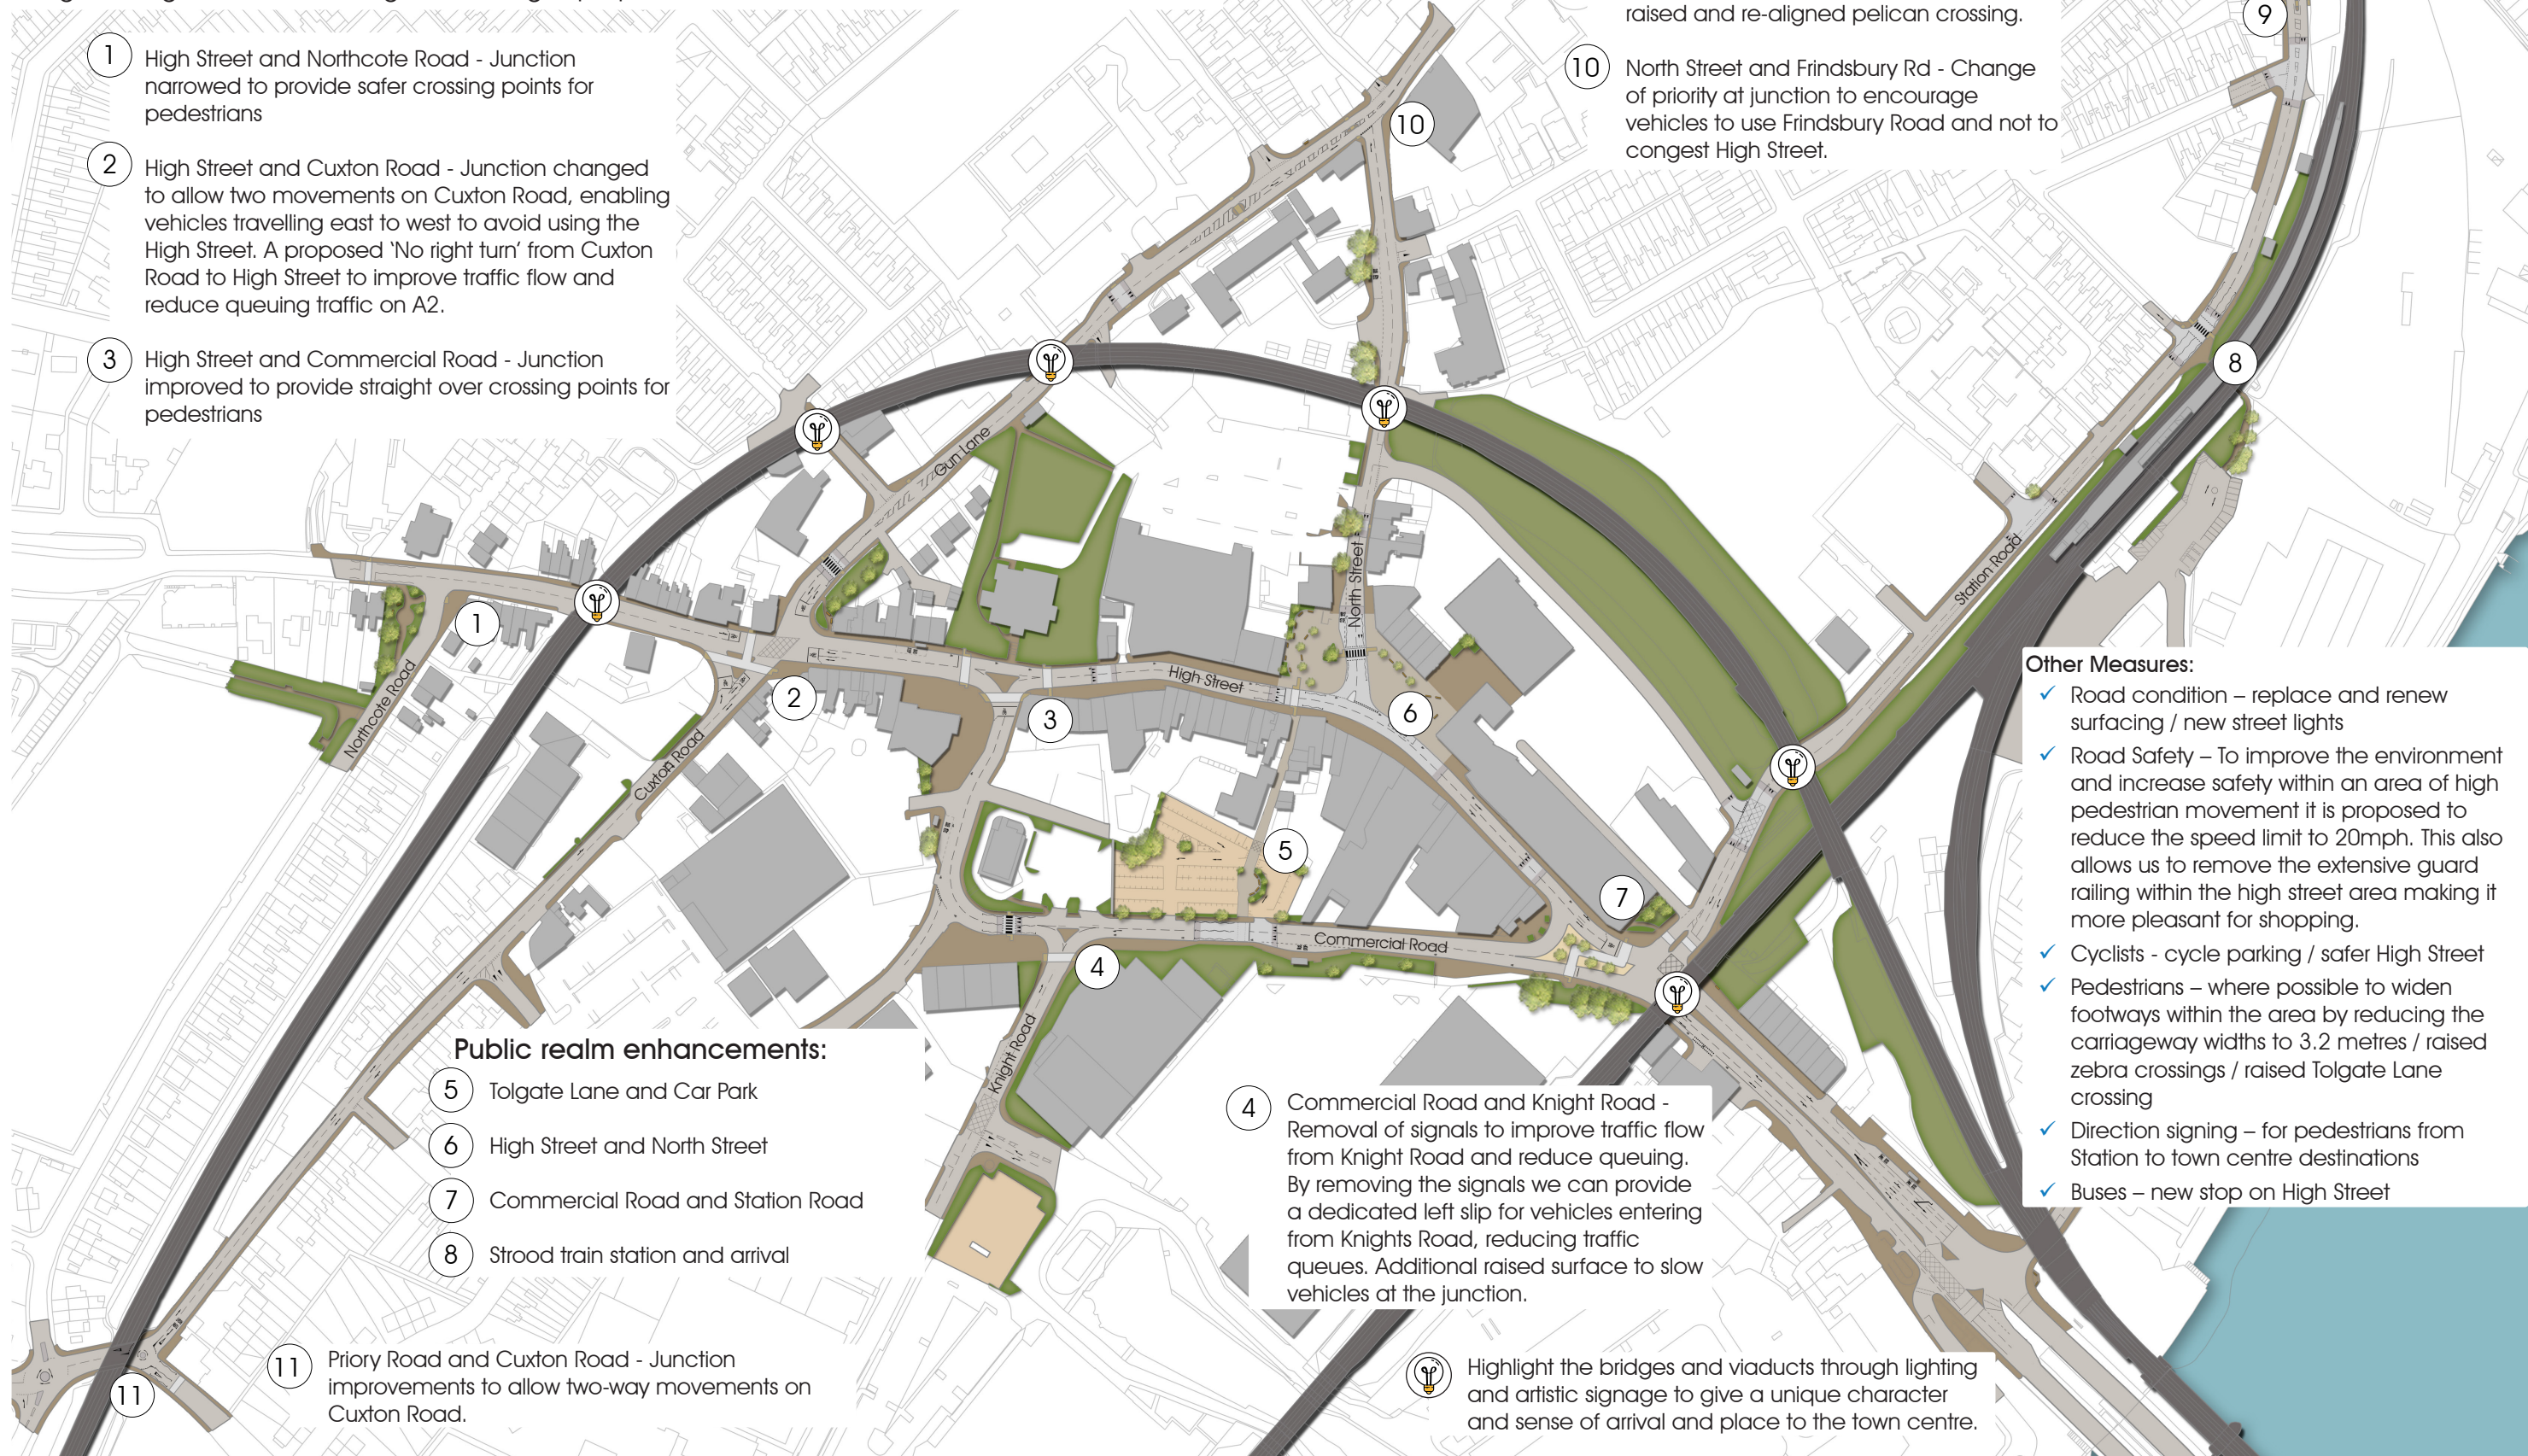 1
High Street and Northcote Road - Junction
narrowed to provide safer crossing points for
pedestrians
2
High Street and Cuxton Road - Junction changed
to allow two movements on Cuxton Road, enabling
vehicles travelling east to west to avoid using the
High Street. A proposed ‘No right turn’ from Cuxton
Road to High Street to improve traffic flow and
reduce queuing traffic on A2.
3
High Street and Commercial Road - Junction
improved to provide straight over crossing points for
pedestrians
raised and re-aligned pelican crossing.
10
North Street and Frindsbury Rd - Change
of priority at junction to encourage
vehicles to use Frindsbury Road and not to
congest High Street.
9
10
8
Gun Lane
North Street
Station Road
1
High Street
2
3
6
Northcote Road
Cuxton Road
5
7
Commercial Road
4
Knight Road
Other Measures:
✓ Road condition – replace and renew
surfacing / new street lights
✓ Road Safety – To improve the environment
and increase safety within an area of high
pedestrian movement it is proposed to
reduce the speed limit to 20mph. This also
allows us to remove the extensive guard
railing within the high street area making it
more pleasant for shopping.
✓ Cyclists - cycle parking / safer High Street
✓ Pedestrians – where possible to widen
footways within the area by reducing the
carriageway widths to 3.2 metres / raised
zebra crossings / raised Tolgate Lane
crossing
✓ Direction signing – for pedestrians from
Station to town centre destinations
✓ Buses – new stop on High Street
Public realm enhancements:
5 Tolgate Lane and Car Park
6 High Street and North Street
7 Commercial Road and Station Road
8 Strood train station and arrival
4
Commercial Road and Knight Road -
Removal of signals to improve traffic flow
from Knight Road and reduce queuing.
By removing the signals we can provide
a dedicated left slip for vehicles entering
from Knights Road, reducing traffic
queues. Additional raised surface to slow
vehicles at the junction.
11
11
Priory Road and Cuxton Road - Junction
improvements to allow two-way movements on
Cuxton Road.
Highlight the bridges and viaducts through lighting
and artistic signage to give a unique character
and sense of arrival and place to the town centre.